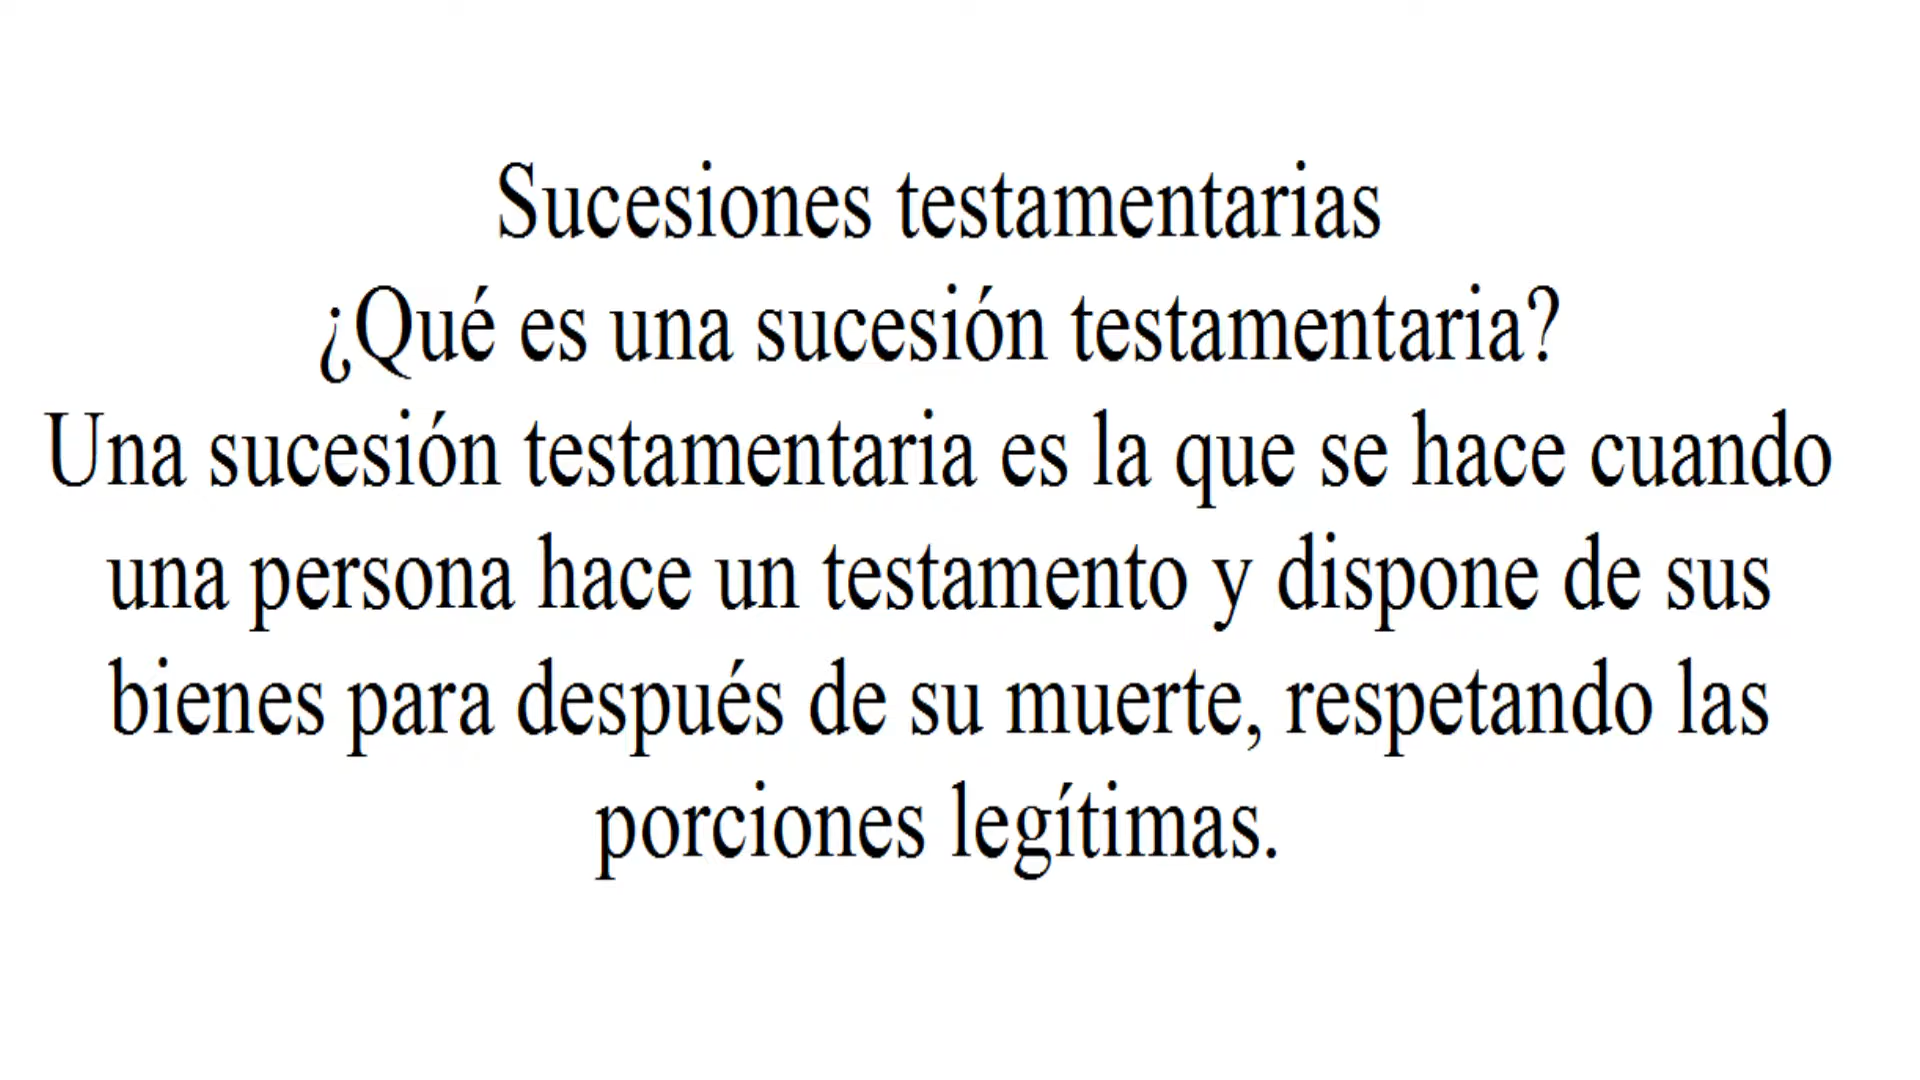 Sucesiones testamentarias
¿Qué es una sucesión testamentaria?
Una sucesión testamentaria es la que se hace cuando
una persona hace un testamento y dispone de sus
bienes para después de su muerte, respetando las
porciones legítimas.